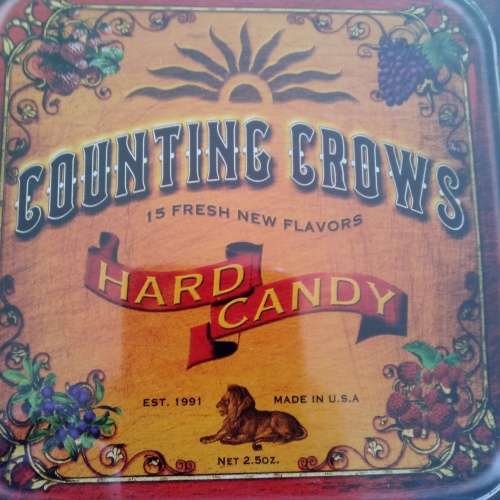 COUNTING CROWS
15 FRESH NEW FLAVORS
HARD
CANDY
EST. 1991
MADE IN U.S.A
NET 2.5OZ.